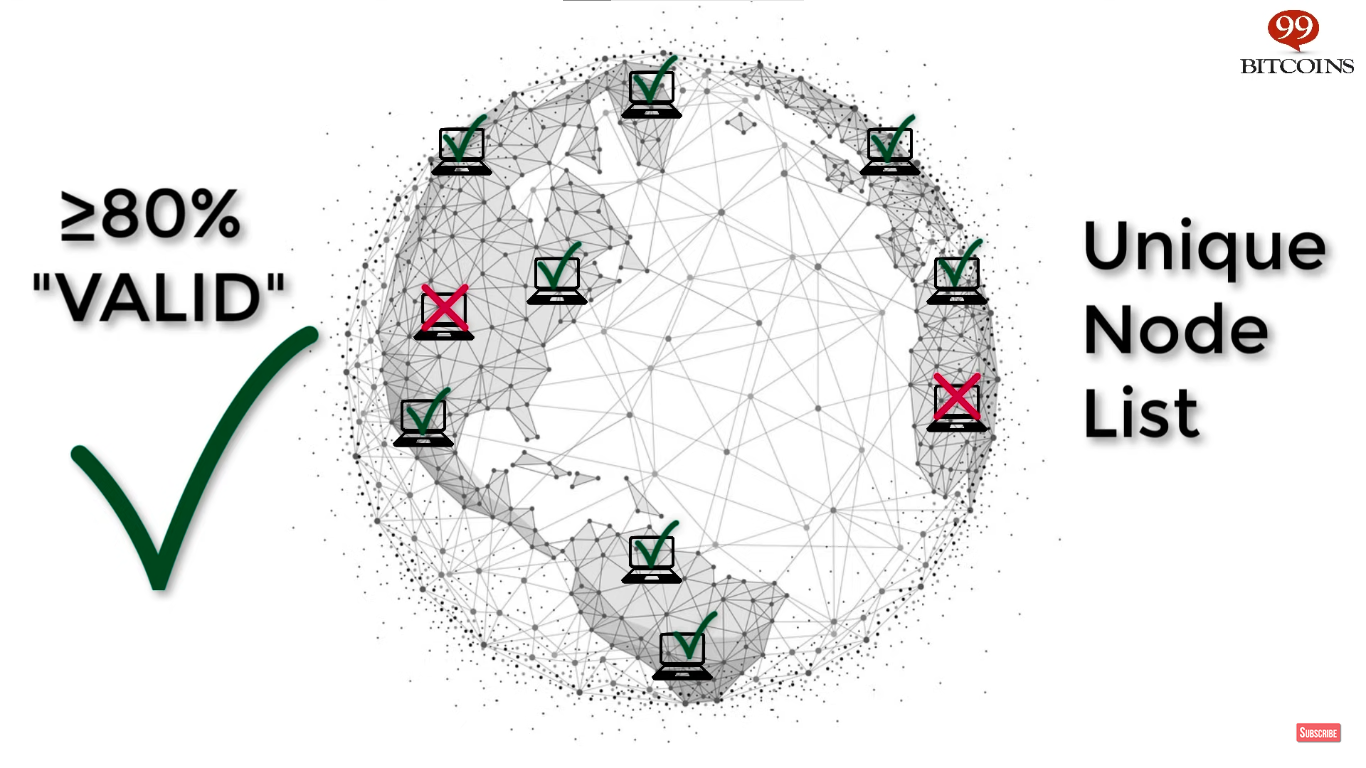 99
BITCOINS
≥80%
"VALID"
Unique
Node
List
SUBSCRIBE